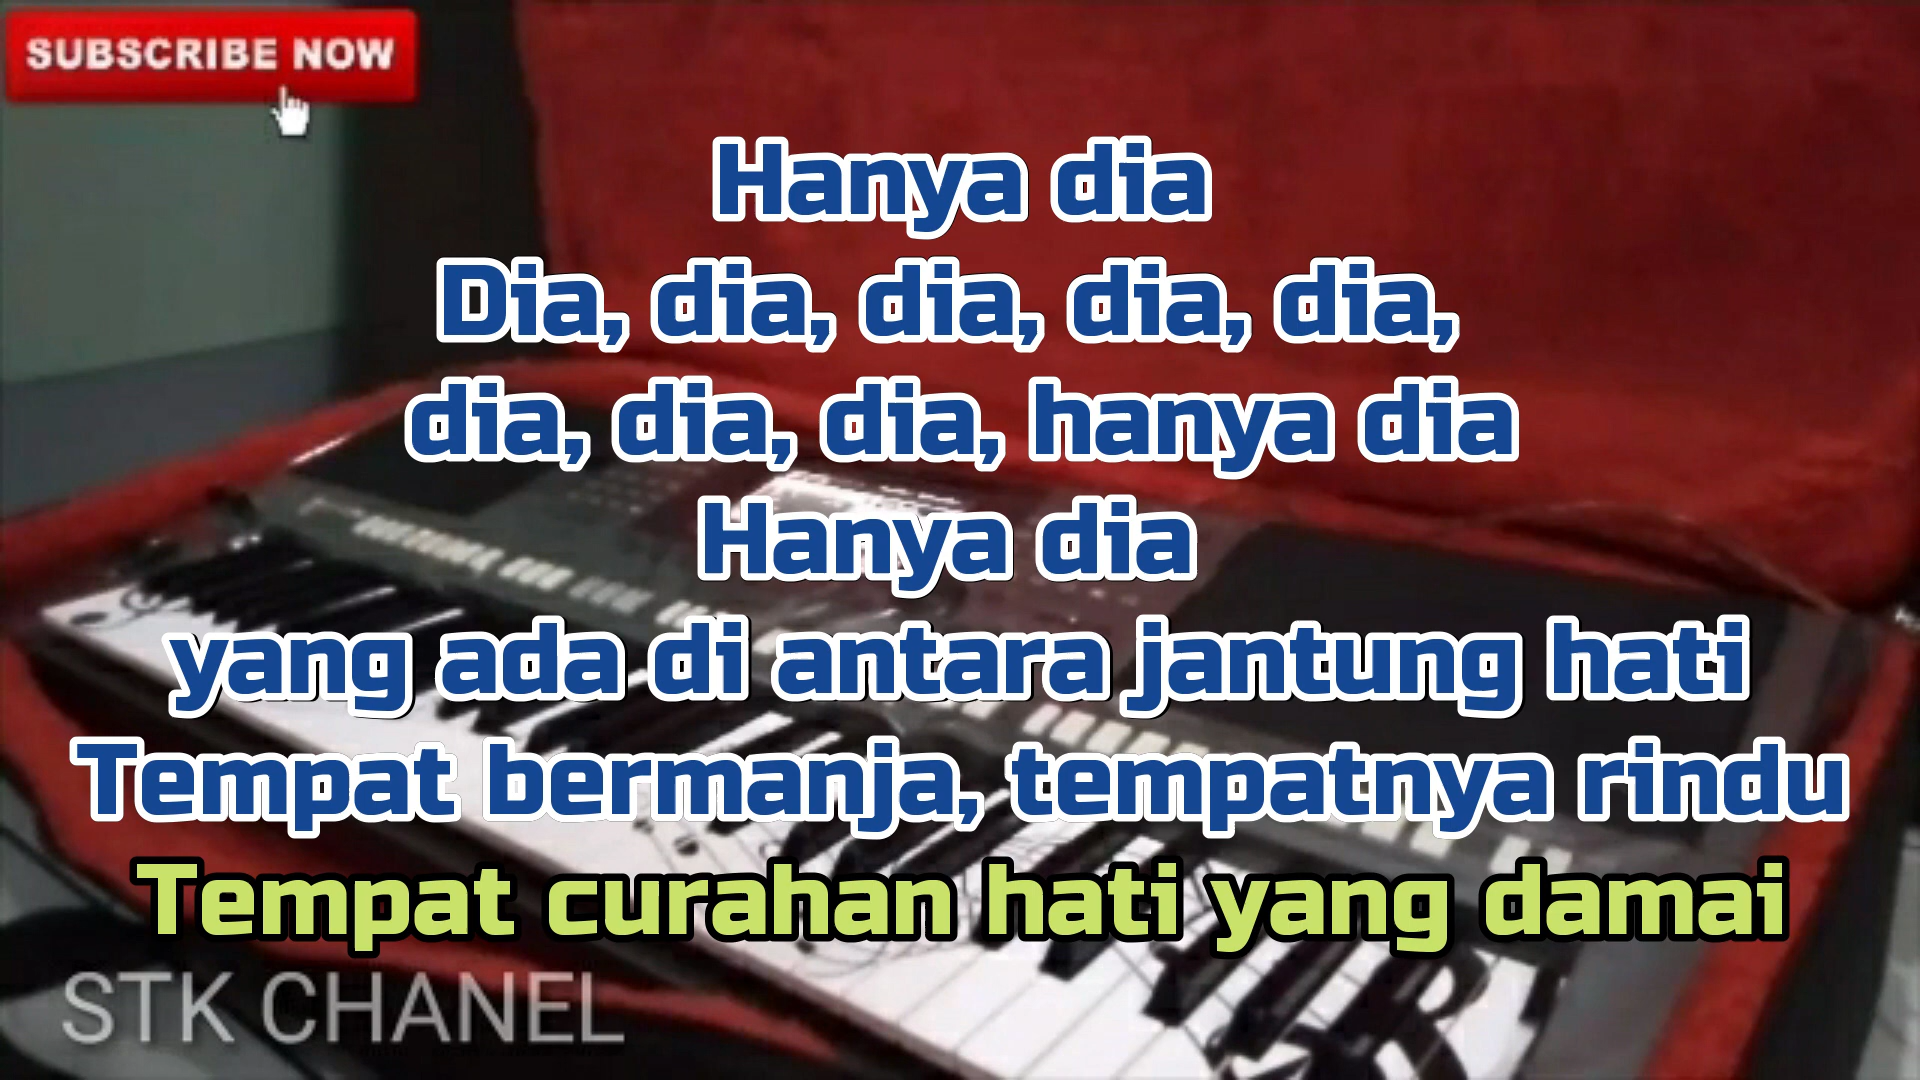 SUBSCRIBE NOW
Hanya dia
Dia, dia, dia, dia, dia,
dia, dia, dia, hanya dia
Hanya dia
yang ada di antara jantung hati
Tempat bermanja, tempatnya rindu
Tempat curahan hati yang damai
STK CHANEL